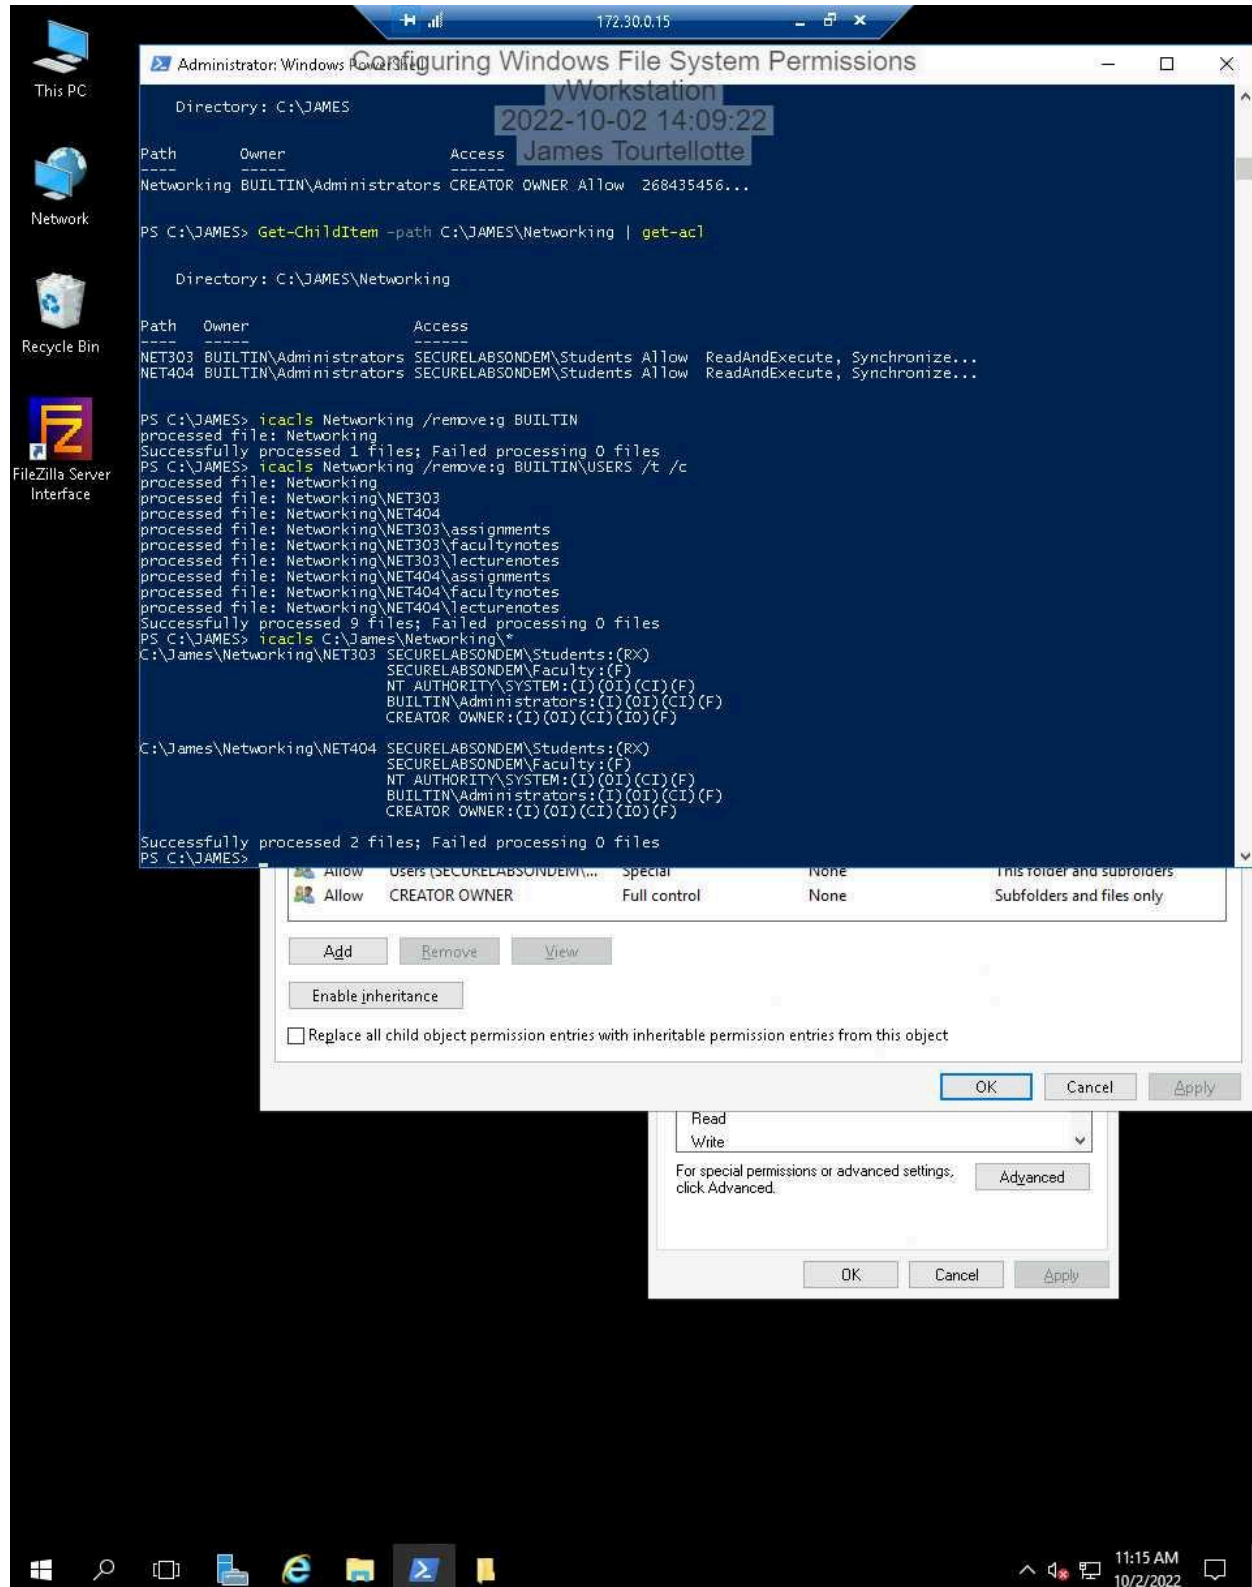 172.30.0.15
This PC
Network
Recycle Bin
FileZilla Server
Interface
Administrator: Windows PowerShell
Configuring Windows File System Permissions
vWorkstation
2022-10-02 14:09:22
James Tourtellotte
Directory: C:\JAMES
Path Owner Access
---- ----- ------
Networking BUILTIN\Administrators CREATOR OWNER Allow 268435456...
PS C:\JAMES> Get-ChildItem -path C:\JAMES\Networking | get-acl
Directory: C:\JAMES\Networking
Path Owner Access
---- ----- ------
NET303 BUILTIN\Administrators SECURELABSONDEM\Students Allow ReadAndExecute, Synchronize...
NET404 BUILTIN\Administrators SECURELABSONDEM\Students Allow ReadAndExecute, Synchronize...
PS C:\JAMES> icacls Networking /remove:g BUILTIN
processed file: Networking
Successfully processed 1 files; Failed processing 0 files
PS C:\JAMES> icacls Networking /remove:g BUILTIN\USERS /t /c
processed file: Networking
processed file: Networking\NET303
processed file: Networking\NET404
processed file: Networking\NET303\assignments
processed file: Networking\NET303\facultynotes
processed file: Networking\NET303\lecturenotes
processed file: Networking\NET404\assignments
processed file: Networking\NET404\facultynotes
processed file: Networking\NET404\lecturenotes
Successfully processed 9 files; Failed processing 0 files
PS C:\JAMES> icacls C:\James\Networking\*
C:\James\Networking\NET303 SECURELABSONDEM\Students:(RX)
SECURELABSONDEM\Faculty:(F)
NT AUTHORITY\SYSTEM:(I)(OI)(CI)(F)
BUILTIN\Administrators:(I)(OI)(CI)(F)
CREATOR OWNER:(I)(OI)(CI)(IO)(F)
C:\James\Networking\NET404 SECURELABSONDEM\Students:(RX)
SECURELABSONDEM\Faculty:(F)
NT AUTHORITY\SYSTEM:(I)(OI)(CI)(F)
BUILTIN\Administrators:(I)(OI)(CI)(F)
CREATOR OWNER:(I)(OI)(CI)(IO)(F)
Successfully processed 2 files; Failed processing 0 files
PS C:\JAMES> _
Allow Users (SECURELABSONDEM\... Special None This folder and subfolders
Allow CREATOR OWNER Full control None Subfolders and files only
Add Remove View
Enable inheritance
Replace all child object permission entries with inheritable permission entries from this object
OK Cancel Apply
Read
Write
For special permissions or advanced settings,
click Advanced.
Advanced
OK Cancel Apply
11:15 AM
10/2/2022